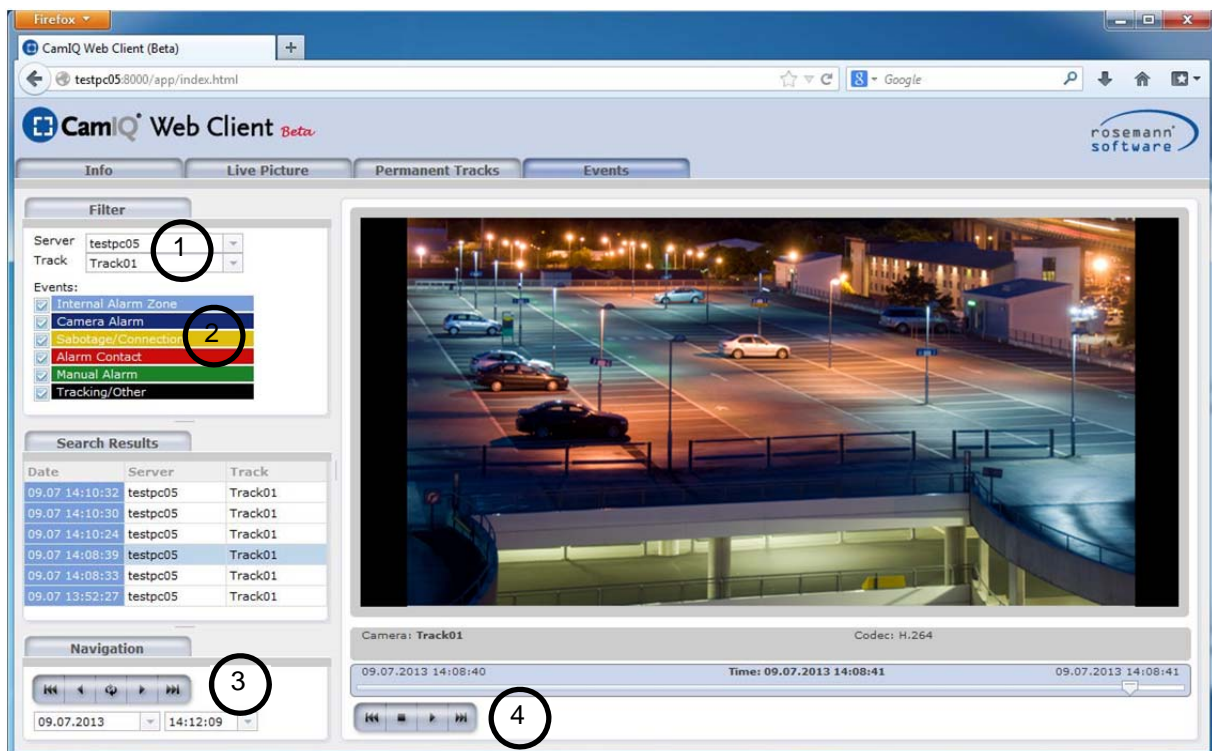 Firefox
CamIQ Web Client (Beta)
testpc05:8000/app/index.html
Google
CamIQ Web Client Beta
rosemann software
Info
Live Picture
Permanent Tracks
Events
Filter
Server testpc05
1
Track Track01
Events:
Internal Alarm Zone
Camera Alarm
Sabotage/Connection
2
Alarm Contact
Manual Alarm
Tracking/Other
Search Results
Date Server Track
09.07 14:10:32 testpc05 Track01
09.07 14:10:30 testpc05 Track01
09.07 14:10:24 testpc05 Track01
09.07 14:08:39 testpc05 Track01
09.07 14:08:33 testpc05 Track01
09.07 13:52:27 testpc05 Track01
Navigation
3
09.07.2013 14:12:09
Camera: Track01 Codec: H.264
09.07.2013 14:08:40 Time: 09.07.2013 14:08:41 09.07.2013 14:08:41
4